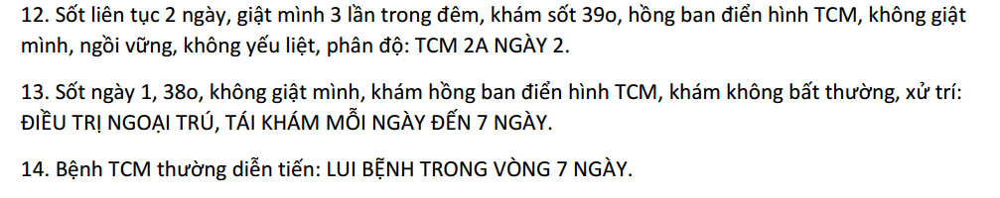 12. Sốt liên tục 2 ngày, giật mình 3 lần trong đêm, khám sốt 39o, hồng ban điển hình TCM, không giật
mình, ngồi vững, không yếu liệt, phân độ: TCM 2A NGÀY 2.
13. Sốt ngày 1, 38o, không giật mình, khám hồng ban điển hình TCM, khám không bất thường, xử trí:
ĐIỀU TRỊ NGOẠI TRÚ, TÁI KHÁM MỖI NGÀY ĐẾN 7 NGÀY.
14. Bệnh TCM thường diễn tiến: LUI BỆNH TRONG VÒNG 7 NGÀY.